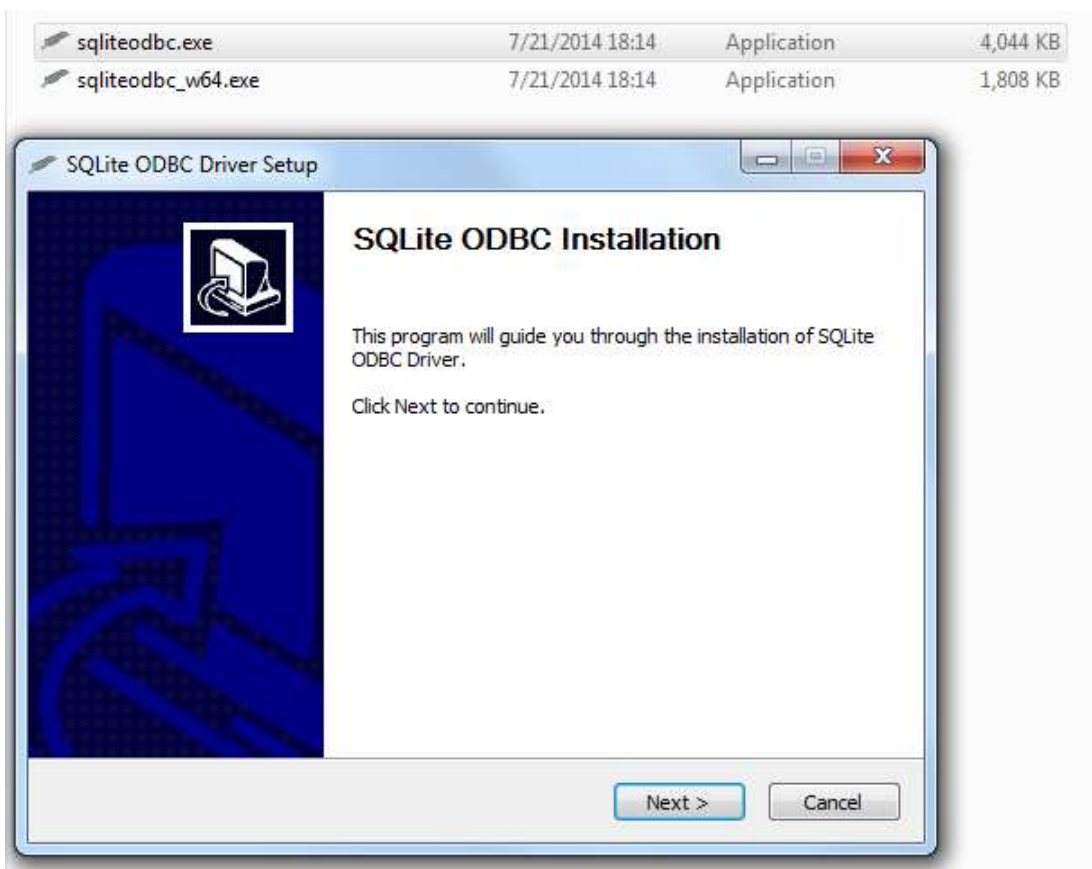 sqliteodbc.exe 7/21/2014 18:14 Application 4,044 KB
sqliteodbc_w64.exe 7/21/2014 18:14 Application 1,808 KB
SQLite ODBC Driver Setup
SQLite ODBC Installation
This program will guide you through the installation of SQLite
ODBC Driver.
Click Next to continue.
Next > Cancel